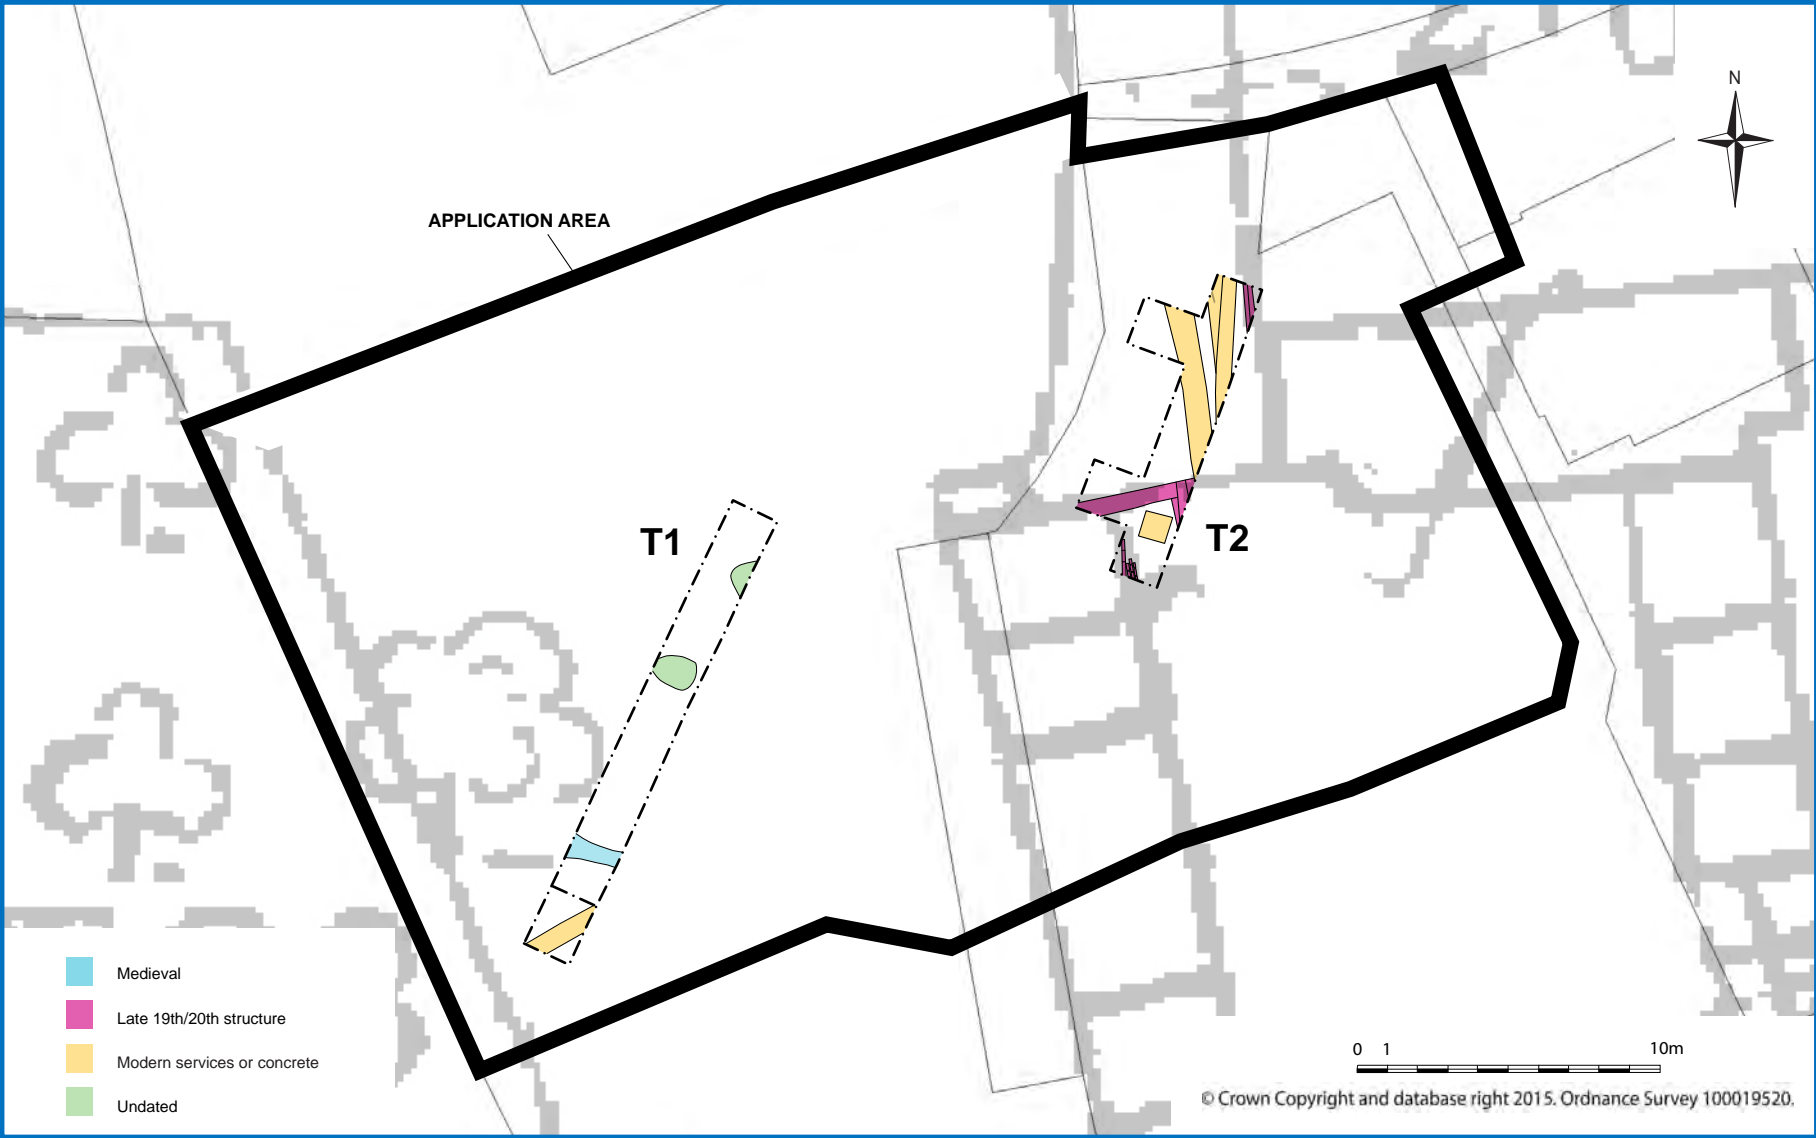 N
APPLICATION AREA
T1
T2
Medieval
Late 19th/20th structure
Modern services or concrete
Undated
0 1 10m
© Crown Copyright and database right 2015. Ordnance Survey 100019520.